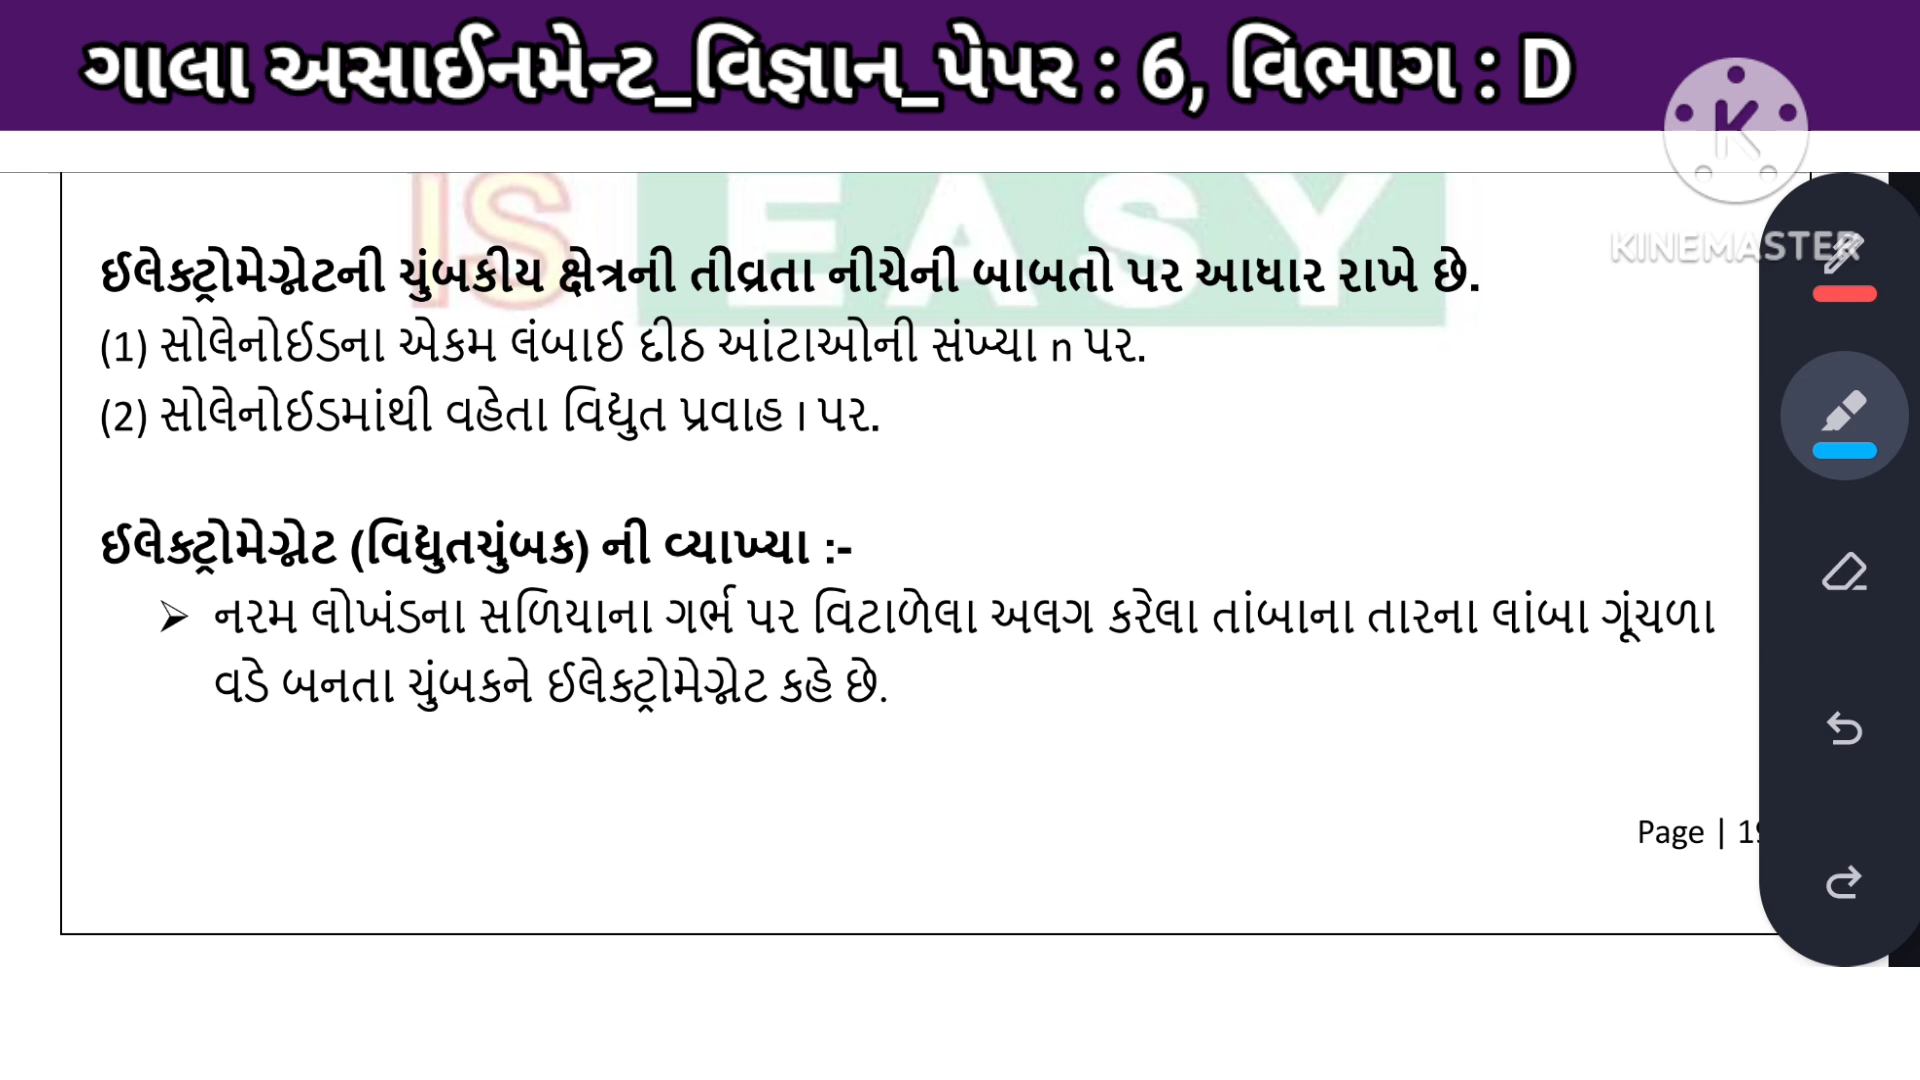 ગાલા અસાઈનમેન્ટ_વિજ્ઞાન_પેપર : 6, વિભાગ : D
K
KINEMASTER
IS EASY
ઈલેક્ટ્રોમેગ્નેટની ચુંબકીય ક્ષેત્રની તીવ્રતા નીચેની બાબતો પર આધાર રાખે છે.
(1) સોલેનોઈડના એકમ લંબાઈ દીઠ આંટાઓની સંખ્યા n પર.
(2) સોલેનોઈડમાંથી વહેતા વિદ્યુત પ્રવાહ I પર.
ઈલેક્ટ્રોમેગ્નેટ (વિદ્યુતચુંબક) ની વ્યાખ્યા :-
➢ નરમ લોખંડના સળિયાના ગર્ભ પર વિટાળેલા અલગ કરેલા તાંબાના તારના લાંબા ગૂંચળા
વડે બનતા ચુંબકને ઈલેક્ટ્રોમેગ્નેટ કહે છે.
Page |